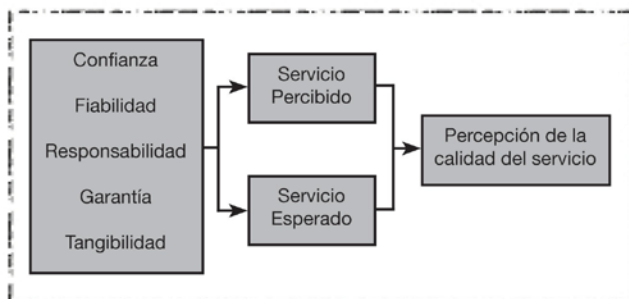 Confianza
Fiabilidad
Responsabilidad
Garantía
Tangibilidad
Servicio
Percibido
Servicio
Esperado
Percepción de la
calidad del servicio